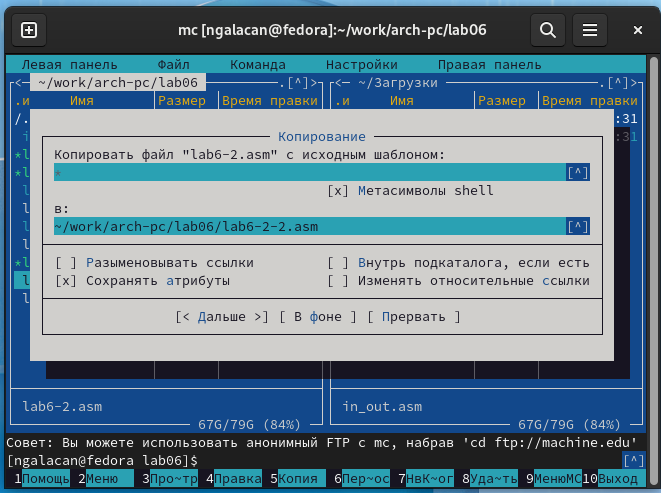 mc [ngalacan@fedora]:~/work/arch-pc/lab06
Левая панель Файл Команда Настройки Правая панель
<─ ~/work/arch-pc/lab06 .[^]> <─ ~/Загрузки .[^]>
.и Имя Размер Время правки .и Имя Размер Время правки
/. :31
i :31
Копирование
*l
Копировать файл "lab6-2.asm" с исходным шаблоном:
*l
* [^]
l
[x] Метасимволы shell
l
в:
l
~/work/arch-pc/lab06/lab6-2-2.asm [^]
l
*l
[ ] Разыменовывать ссылки [ ] Внутрь подкаталога, если есть
l
[x] Сохранять атрибуты [ ] Изменять относительные ссылки
l
[< Дальше >] [ В фоне ] [ Прервать ]
lab6-2.asm in_out.asm
67G/79G (84%) 67G/79G (84%)
Совет: Вы можете использовать анонимный FTP с mc, набрав 'cd ftp://machine.edu'
[ngalacan@fedora lab06]$ [^]
1Помощь 2Меню 3Про~тр 4Правка 5Копия 6Пер~ос 7НвК~ог 8Уда~ть 9МенюМС 10Выход